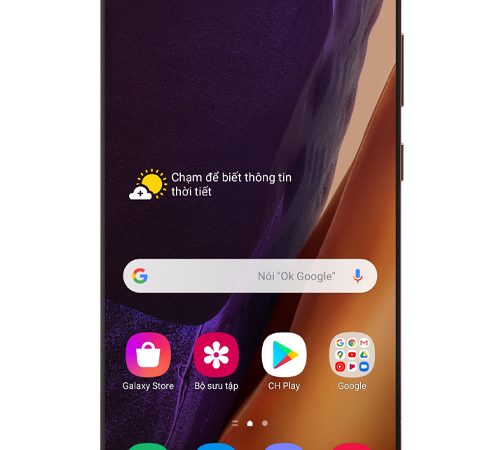 Chạm để biết thông tin
thời tiết
Nói "Ok Google"
Galaxy Store
Bộ sưu tập
CH Play
Google